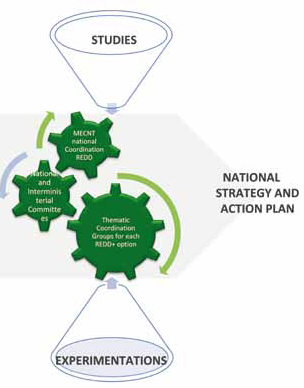 STUDIES
MECNT
national
Coordination
REDD
National
and
Interminis
terial
Committe
es
Thematic
Coordination
Groups for each
REDD+ option
NATIONAL
STRATEGY AND
ACTION PLAN
EXPERIMENTATIONS